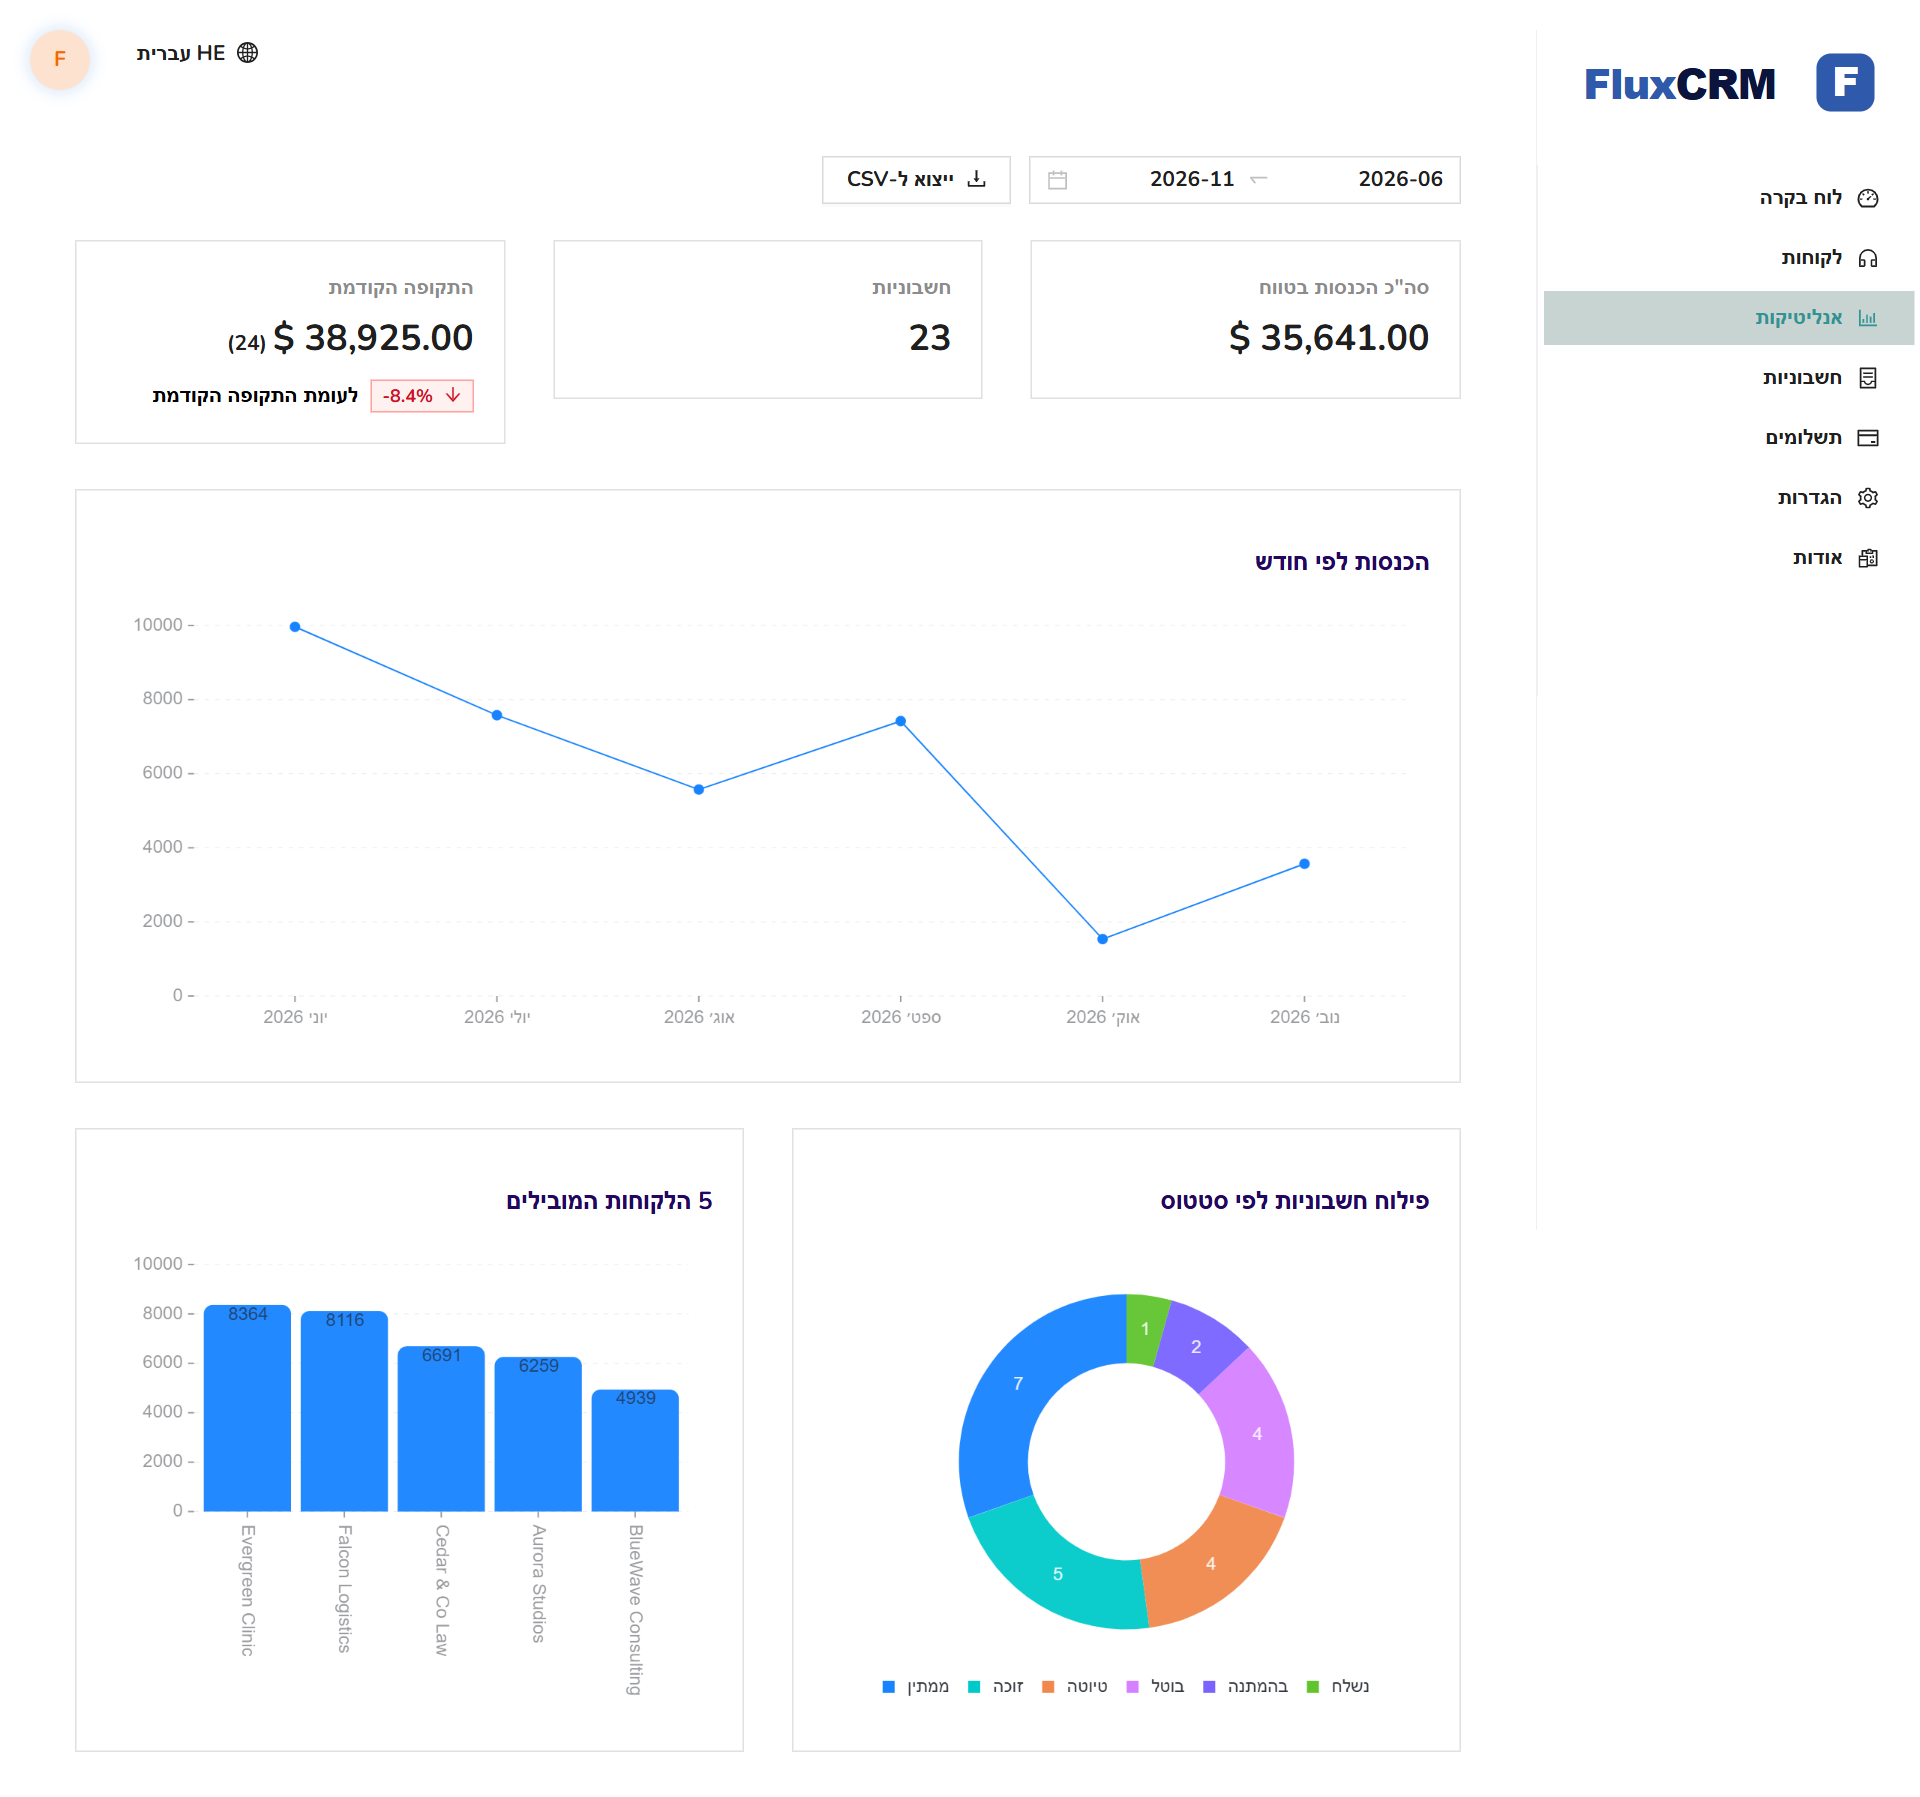 FluxCRM
F
לוח בקרה
לקוחות
אנליטיקות
חשבוניות
תשלומים
הגדרות
אודות
HE עברית
F
2026-06
2026-11
ייצוא ל-CSV
סה"כ הכנסות בטווח
$ 35,641.00
חשבוניות
23
התקופה הקודמת
$ 38,925.00 (24)
-8.4% לעומת התקופה הקודמת
הכנסות לפי חודש
10000
8000
6000
4000
2000
0
יוני 2026
יולי 2026
אוג׳ 2026
ספט׳ 2026
אוק׳ 2026
נוב׳ 2026
פילוח חשבוניות לפי סטטוס
1
2
4
4
5
7
ממתין
זוכה
טיוטה
בוטל
בהמתנה
נשלח
5 הלקוחות המובילים
10000
8000
6000
4000
2000
0
8364
8116
6691
6259
4939
Evergreen Clinic
Falcon Logistics
Cedar & Co Law
Aurora Studios
BlueWave Consulting